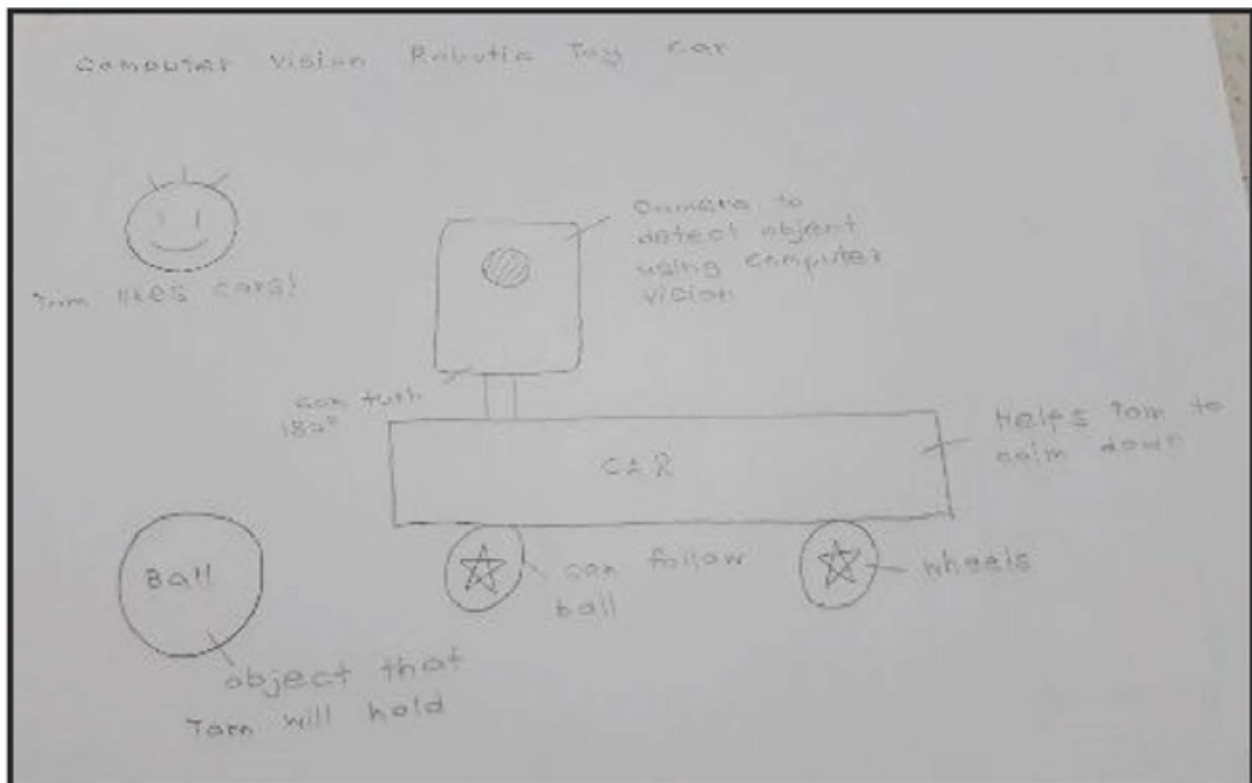 Computer Vision Robotic Toy Car
Camera to
detect object
using computer
vision
Tom likes cars!
can turn
180°
Helps Tom to
calm down
CAR
Ball
can follow
ball
wheels
object that
Tom will hold